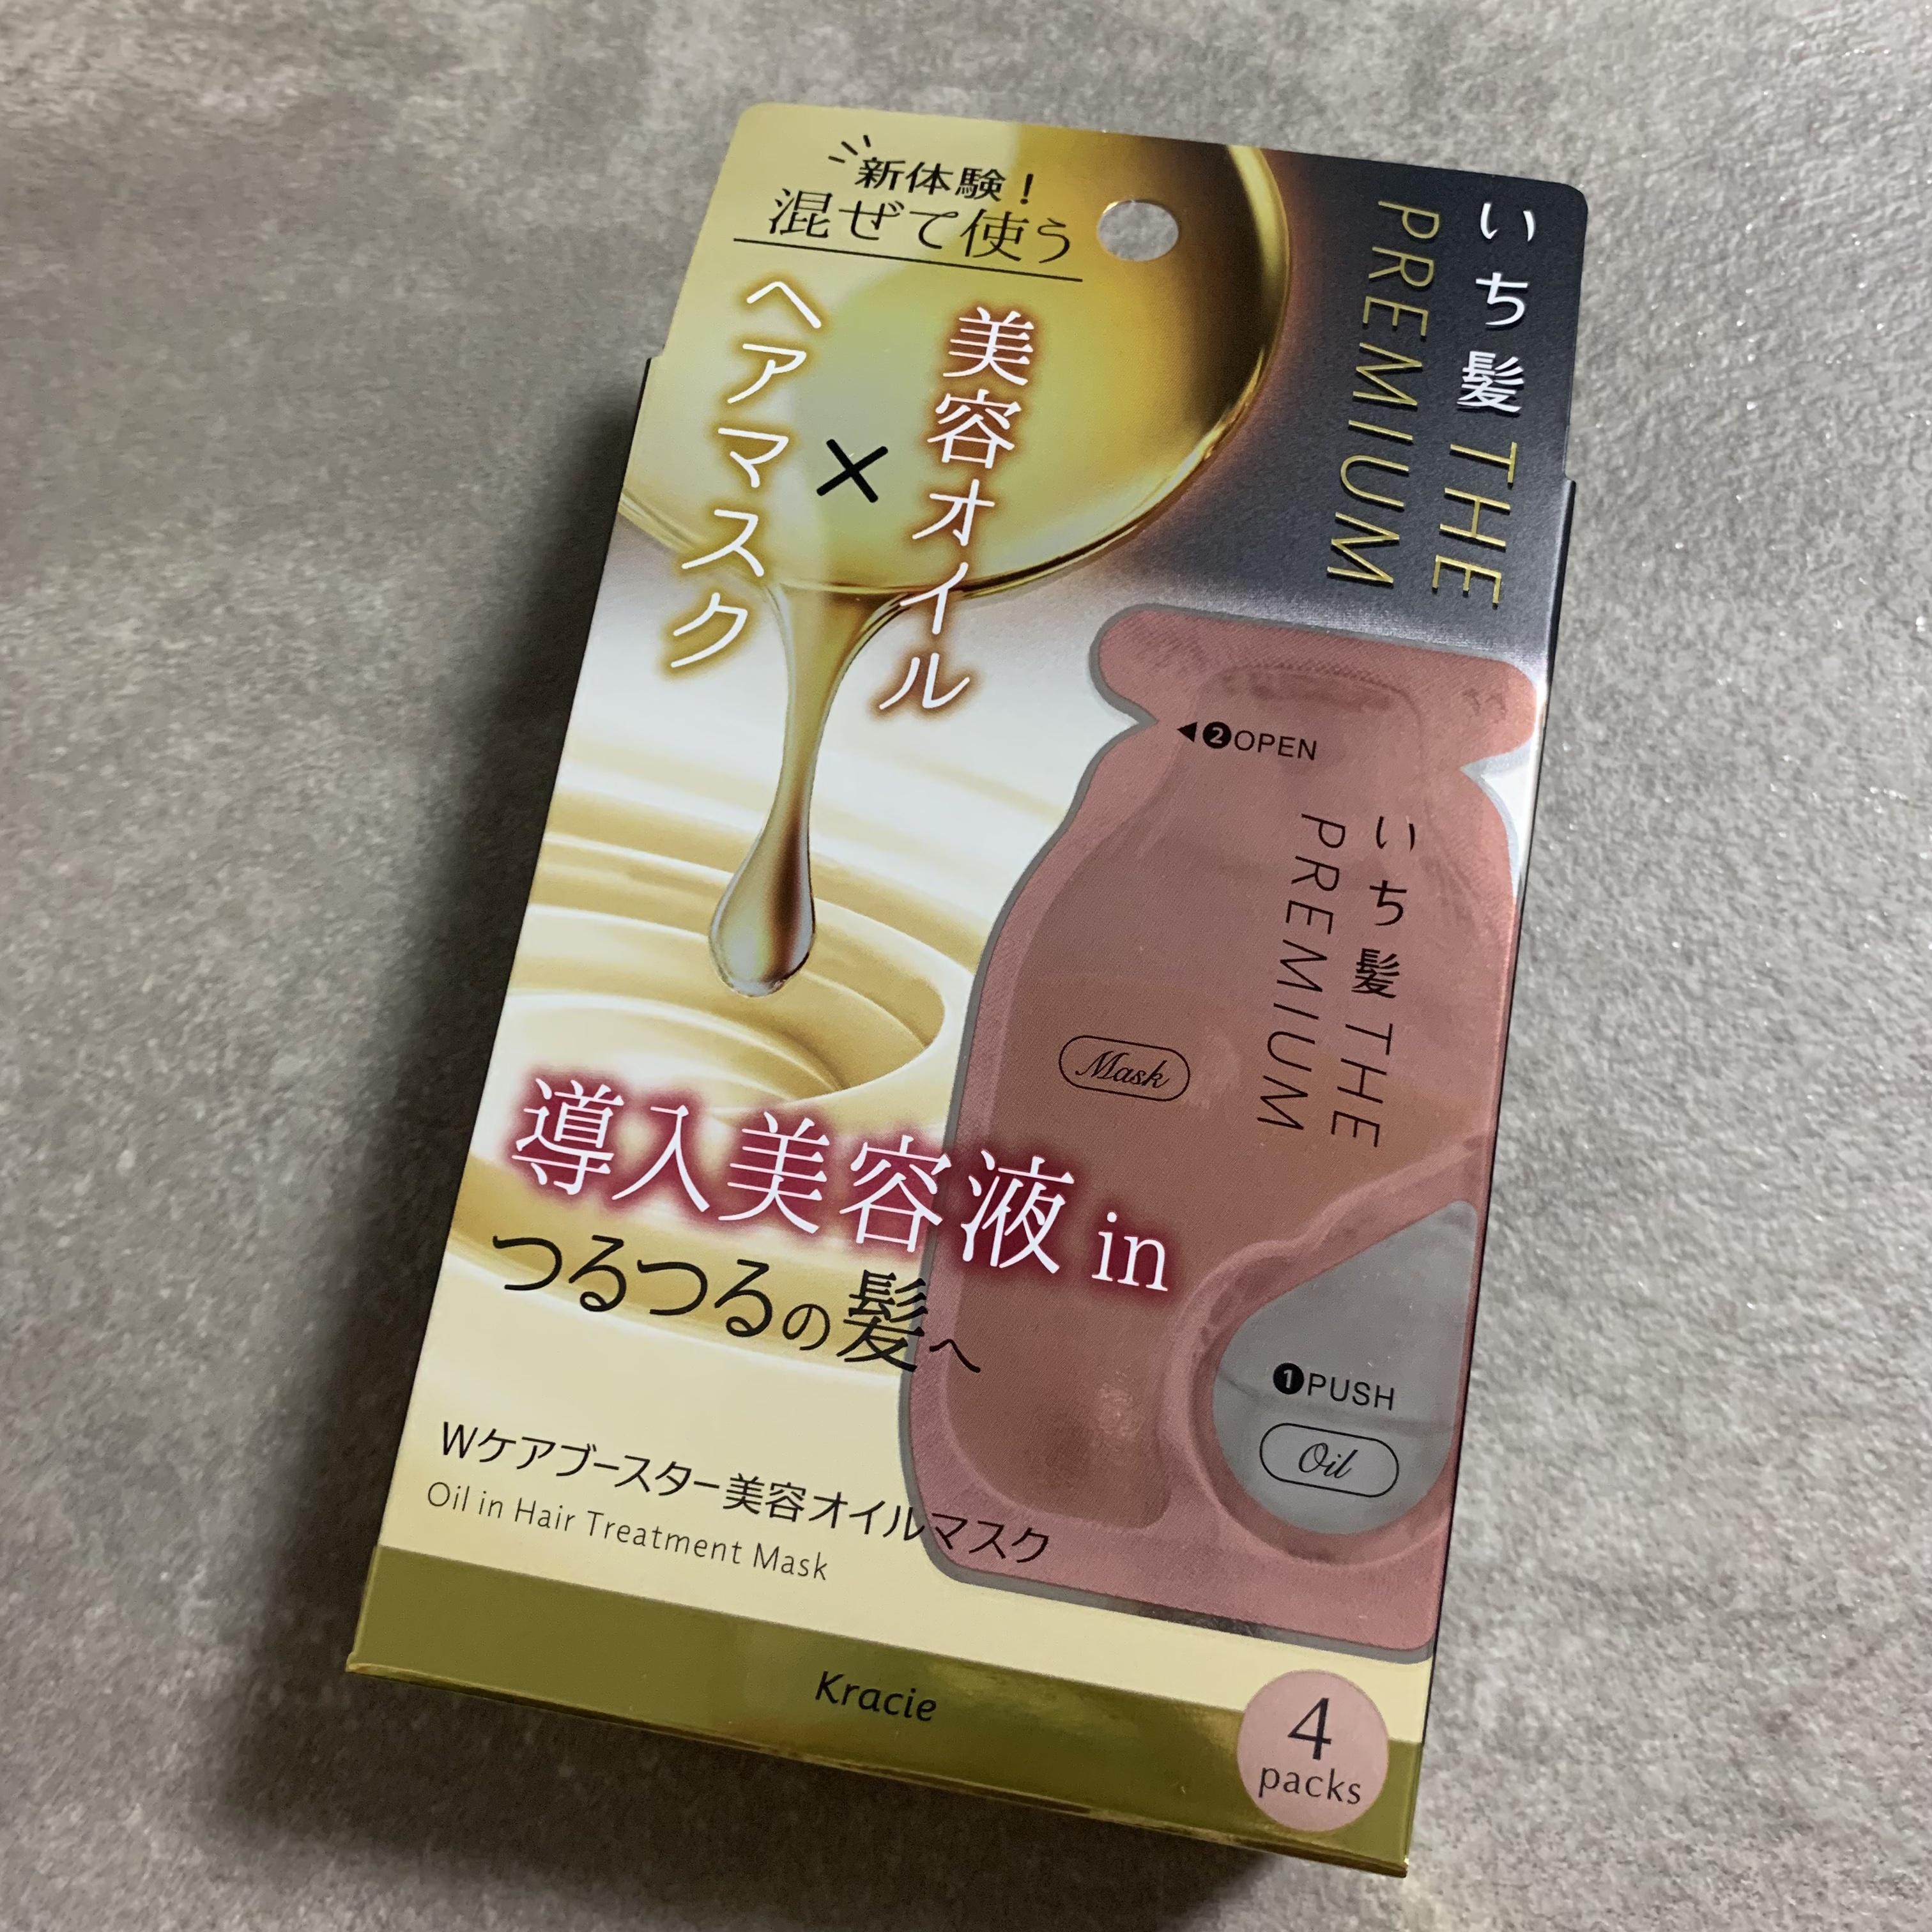 新体験!
混ぜて使う
美容オイル
×
ヘアマスク
いち髪 THE
PREMIUM
◀❷OPEN
いち髪 THE
PREMIUM
Mask
導入美容液 in
つるつるの髪へ
❶PUSH
Oil
Wケアブースター美容オイルマスク
Oil in Hair Treatment Mask
Kracie
4
packs